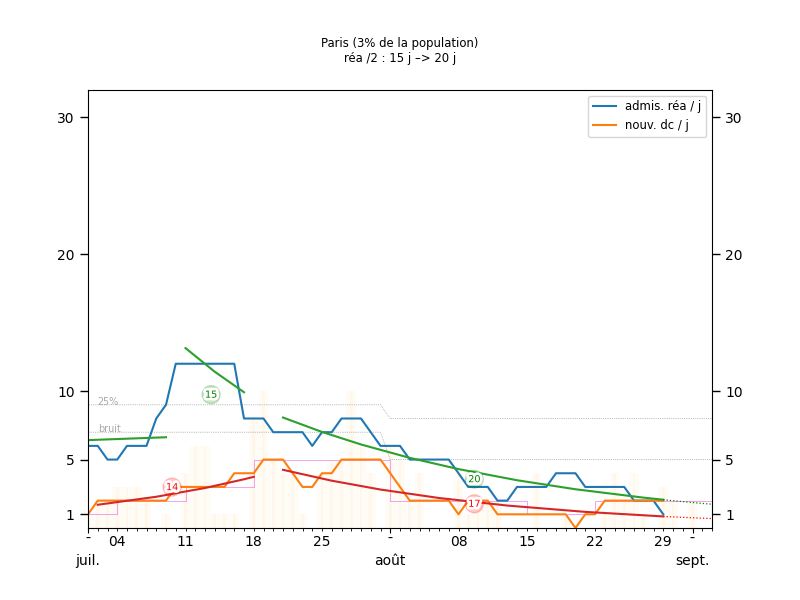 Paris (3% de la population)
réa /2 : 15 j –> 20 j
admis. réa / j
nouv. dc / j
30
30
20
20
10
10
5
5
1
1
25%
bruit
15
14
20
17
- 04 11 18 25 - 08 15 22 29 -
juil. août sept.